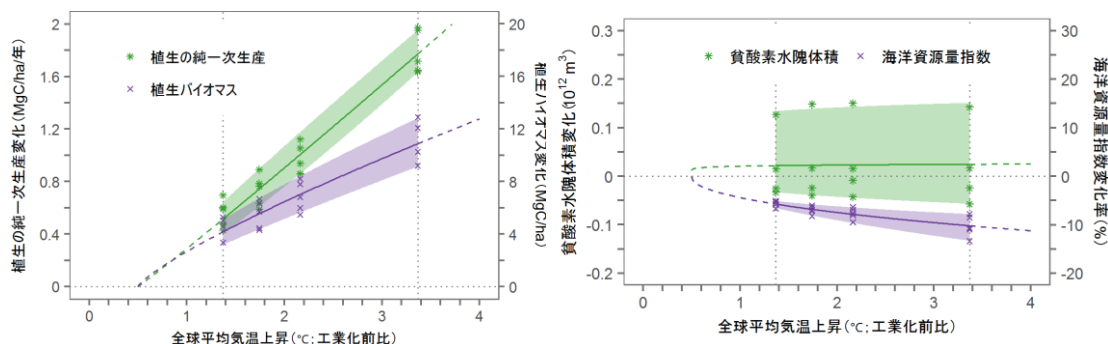 植生の純一次生産変化(MgC/ha/年)
2
1.6
1.2
0.8
0.4
0
植生の純一次生産
植生バイオマス
20
16
12
8
4
0
植生バイオマス変化(MgC/ha)
0 1 2 3 4
全球平均気温上昇(℃;工業化前比)
貧酸素水塊体積変化(10¹² m³)
0.3
0.2
0.1
0
-0.1
-0.2
貧酸素水塊体積 海洋資源量指数
30
20
10
0
-10
-20
海洋資源量指数変化率(%)
0 1 2 3 4
全球平均気温上昇(℃;工業化前比)